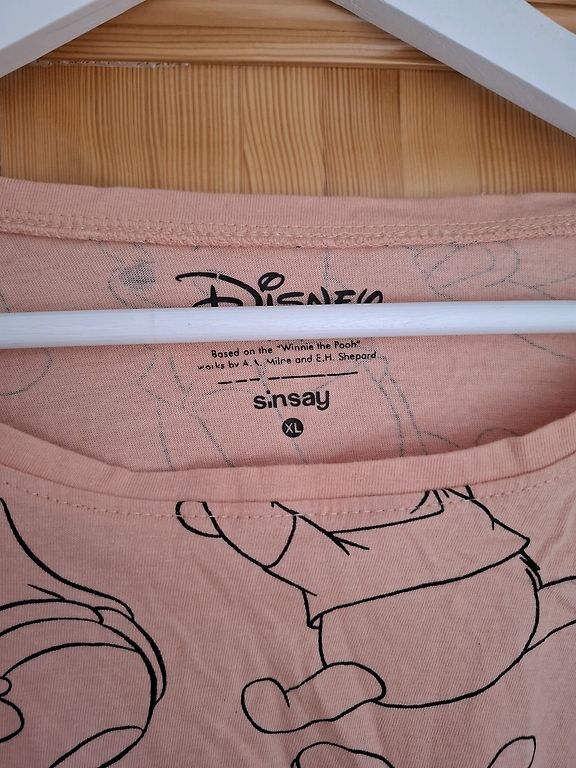 Disney
Based on the "Winnie the Pooh"
works by A.A. Milne and E.H. Shepard
sinsay
XL